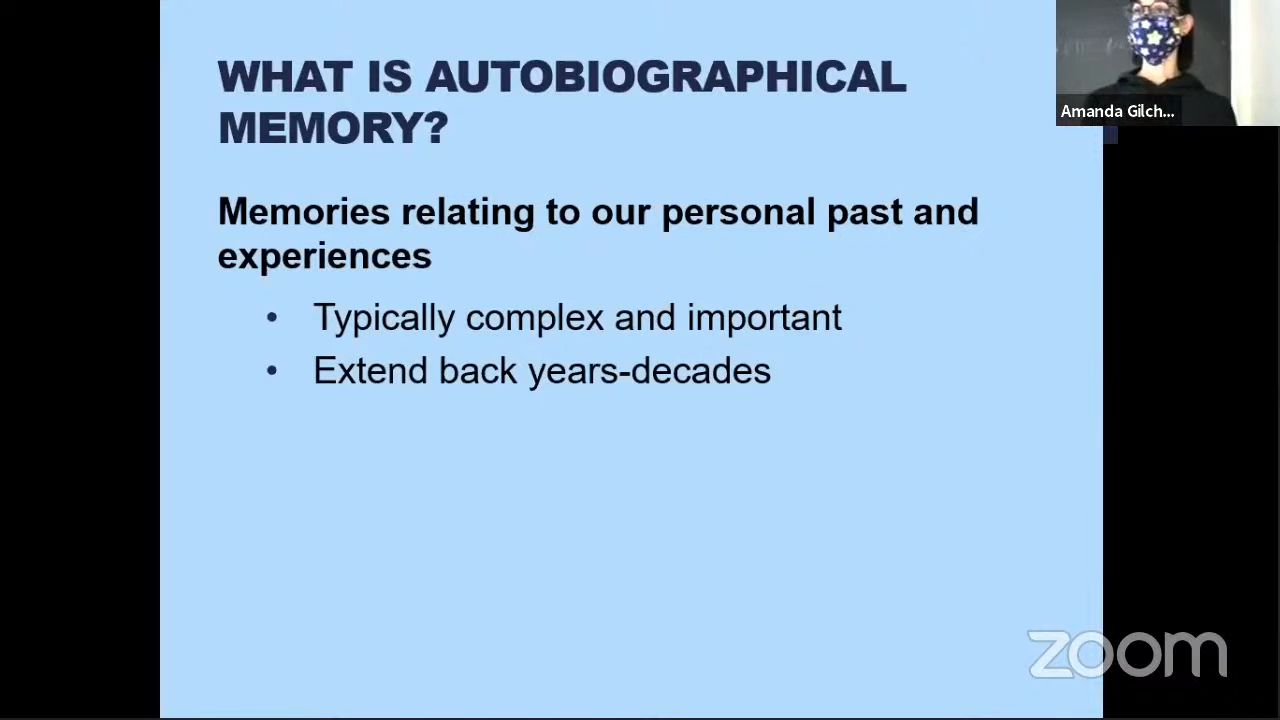 WHAT IS AUTOBIOGRAPHICAL
MEMORY?
Memories relating to our personal past and
experiences
• Typically complex and important
• Extend back years-decades
Amanda Gilch...
zoom